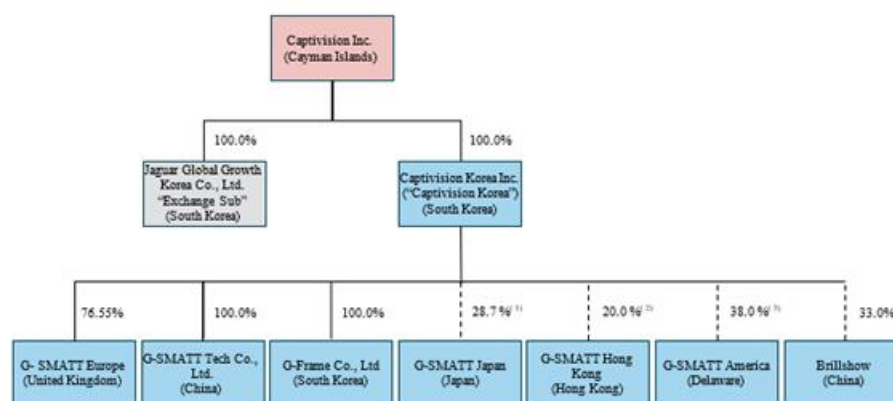 Captivision Inc.
(Cayman Islands)
100.0%
100.0%
Jaguar Global Growth
Korea Co., Ltd.
“Exchange Sub”
(South Korea)
Captivision Korea Inc.
(“Captivision Korea”)
(South Korea)
76.55%
100.0%
100.0%
28.7%(1)
20.0%(2)
38.0%(3)
33.0%
G- SMATT Europe
(United Kingdom)
G-SMATT Tech Co.,
Ltd.
(China)
G-Frame Co., Ltd
(South Korea)
G-SMATT Japan
(Japan)
G-SMATT Hong
Kong
(Hong Kong)
G-SMATT America
(Delaware)
Brillshow
(China)